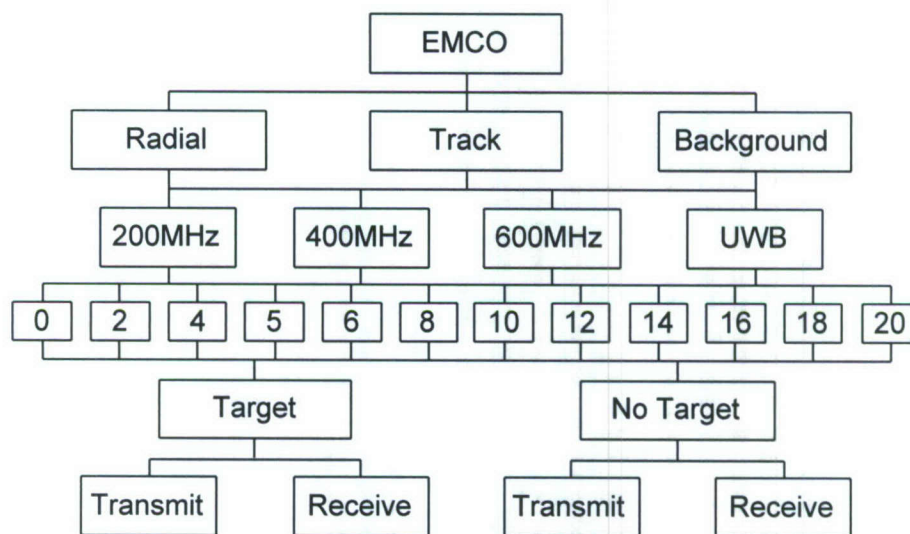 EMCO
Radial Track Background
200MHz 400MHz 600MHz UWB
0 2 4 5 6 8 10 12 14 16 18 20
Target No Target
Transmit Receive Transmit Receive